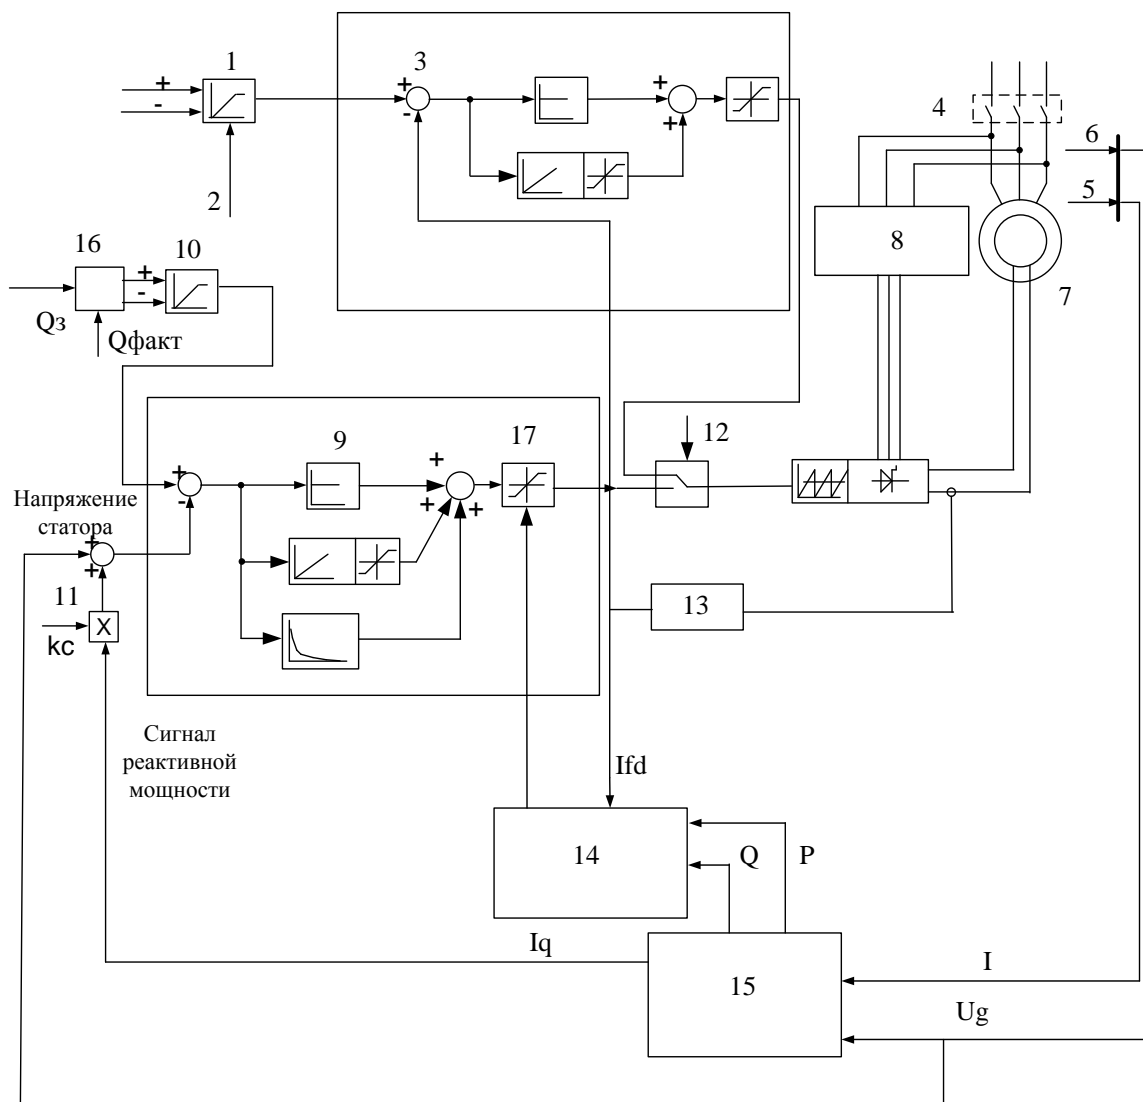 1
3
+
-
+
-
+
+
2
4
6
5
8
7
16
10
+
-
Qз
Qфакт
12
9
17
+
-
+
+
+
Напряжение
статора
+
+
11
X
kc
13
Сигнал
реактивной
мощности
Ifd
14
Q
P
Iq
15
I
Ug